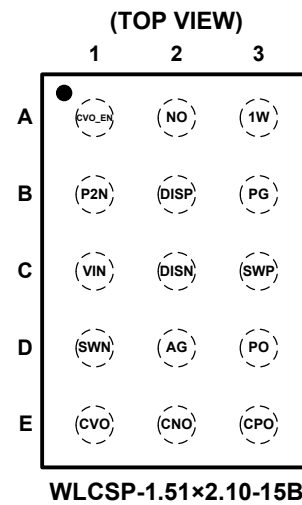 (TOP VIEW)
1 2 3
A CVO_EN NO 1W
B P2N DISP PG
C VIN DISN SWP
D SWN AG PO
E CVO CNO CPO
WLCSP-1.51×2.10-15B